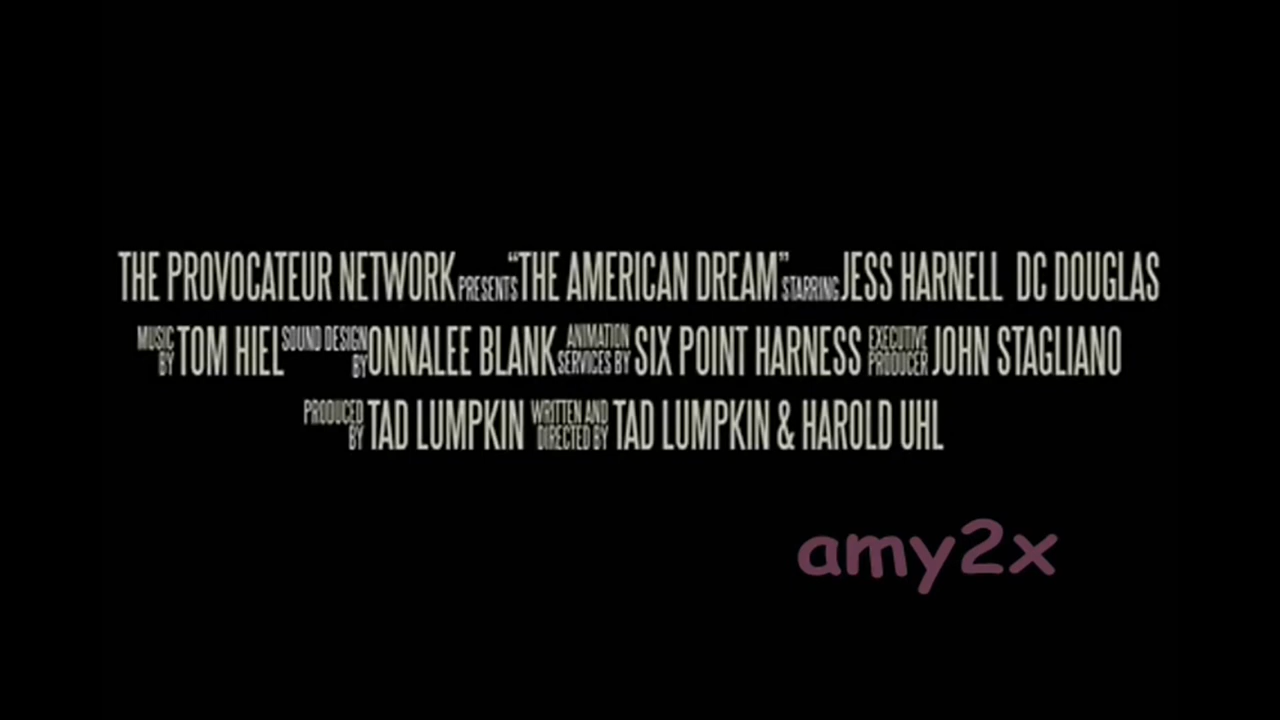 THE PROVOCATEUR NETWORK PRESENTS "THE AMERICAN DREAM" STARRING JESS HARNELL DC DOUGLAS
MUSIC BY TOM HIEL SOUND DESIGN BY ONNALEE BLANK ANIMATION SERVICES BY SIX POINT HARNESS EXECUTIVE PRODUCER JOHN STAGLIANO
PRODUCED BY TAD LUMPKIN WRITTEN AND DIRECTED BY TAD LUMPKIN & HAROLD UHL
amy2x